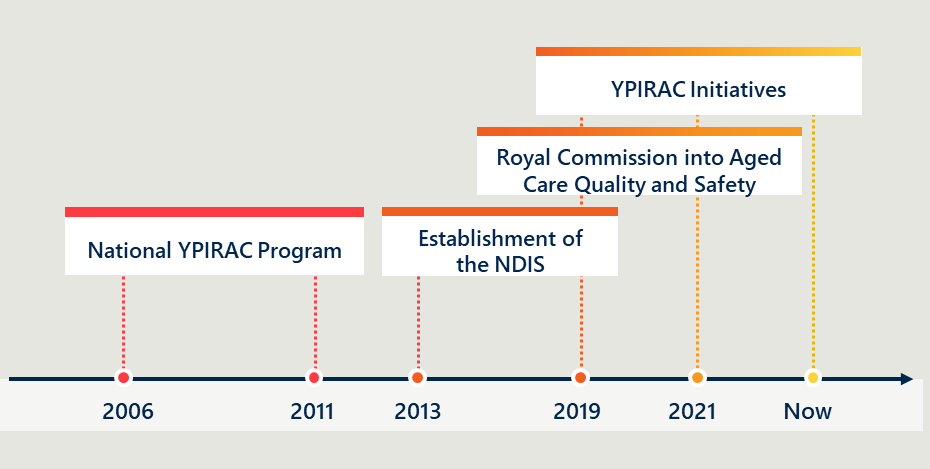 YPIRAC Initiatives
Royal Commission into Aged
Care Quality and Safety
National YPIRAC Program
Establishment of
the NDIS
2006
2011
2013
2019
2021
Now